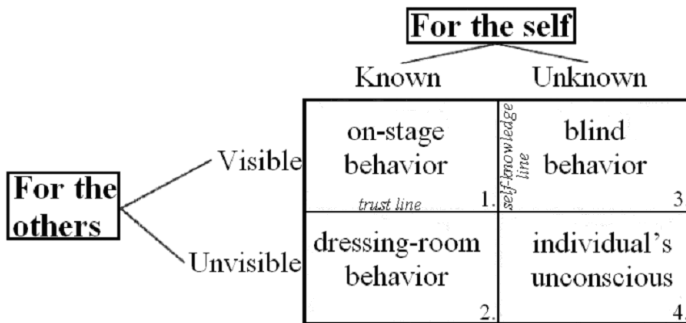 For the self
Known
Unknown
Visible
on-stage
behavior
trust line
1.
self-knowledge
line
blind
behavior
3
For the
others
Unvisible
dressing-room
behavior
2.
individual's
unconscious
4.